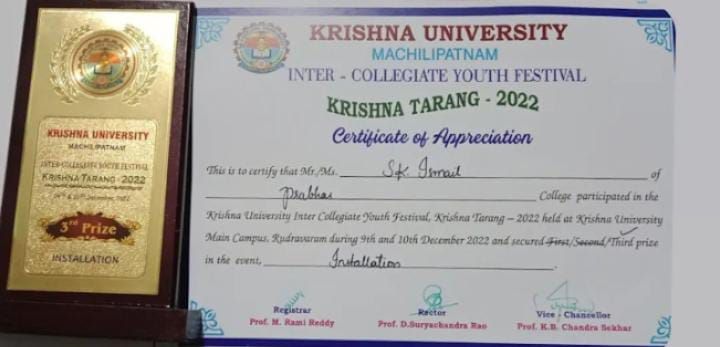 KRISHNA UNIVERSITY
MACHILIPATNAM
INTER-COLLEGIATE YOUTH FESTIVAL
KRISHNA TARANG - 2022
3rd Prize
INSTALLATION
KRISHNA UNIVERSITY
MACHILIPATNAM
INTER - COLLEGIATE YOUTH FESTIVAL
KRISHNA TARANG - 2022
Certificate of Appreciation
This is to certify that Mr./Ms. Sk. Ismail of
Prabhas College participated in the
Krishna University Inter Collegiate Youth Festival, Krishna Tarang – 2022 held at Krishna University
Main Campus, Rudravaram during 9th and 10th December 2022 and secured First/Second/Third prize
in the event, Installation.
Registrar
Prof. M. Rami Reddy
Rector
Prof. D.Suryachandra Rao
Vice - Chancellor
Prof. K.B. Chandra Sekhar